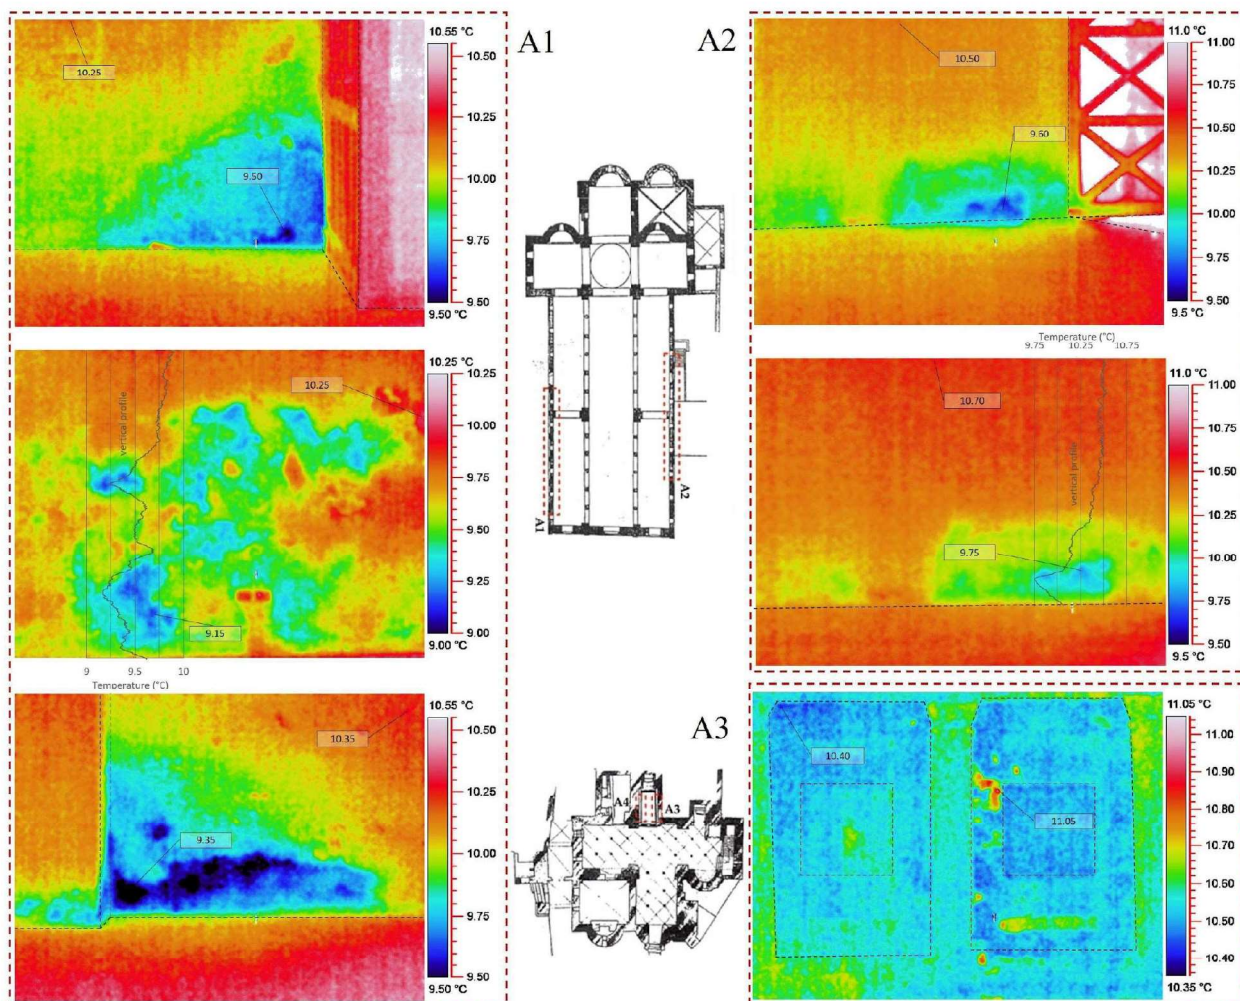 A1
A2
10.55 °C
10.50
10.25
10.00
9.75
9.50
9.50 °C
10.25
9.50
11.0 °C
11.00
10.75
10.50
10.25
10.00
9.75
9.50
9.5 °C
10.50
9.60
10.25 °C
10.25
10.00
9.75
9.50
9.25
9.00
9.00 °C
10.25
vertical profile
9.15
9 9.5 10
Temperature (°C)
A1
A2
Temperature (°C)
9.75 10.25 10.75
11.0 °C
11.00
10.75
10.50
10.25
10.00
9.75
9.50
9.5 °C
10.70
vertical profile
9.75
10.55 °C
10.50
10.25
10.00
9.75
9.50
9.50 °C
10.35
9.35
A3
A4 A3
11.05 °C
11.00
10.90
10.80
10.70
10.60
10.50
10.40
10.35 °C
10.40
11.05